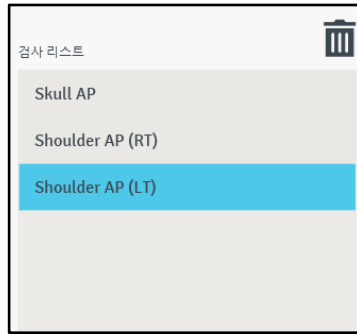 검사 리스트
Skull AP
Shoulder AP (RT)
Shoulder AP (LT)